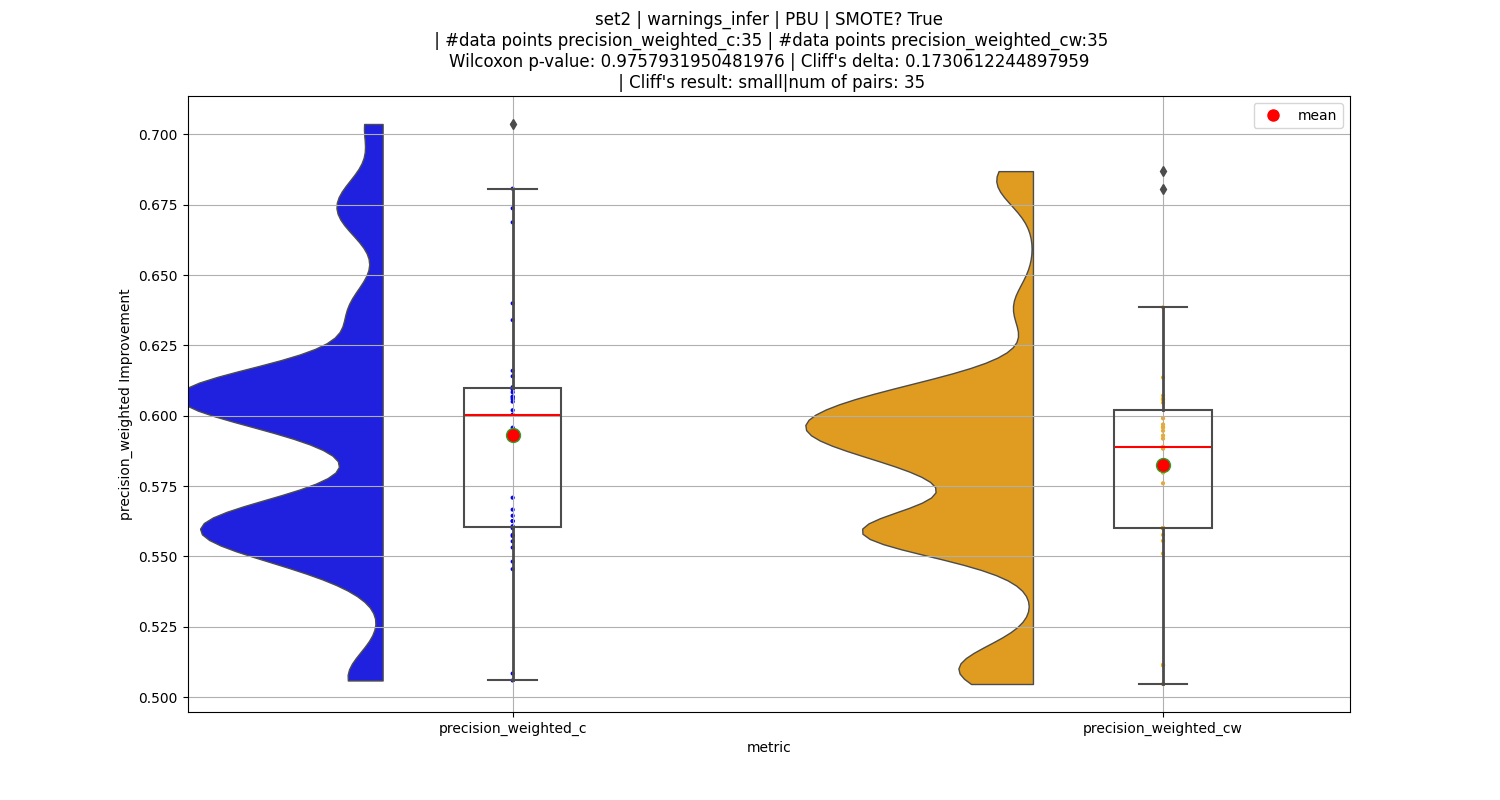 set2 | warnings_infer | PBU | SMOTE? True
| #data points precision_weighted_c:35 | #data points precision_weighted_cw:35
Wilcoxon p-value: 0.9757931950481976 | Cliff's delta: 0.1730612244897959
| Cliff's result: small|num of pairs: 35
mean
0.700
0.675
0.650
0.625
0.600
0.575
0.550
0.525
0.500
precision_weighted Improvement
precision_weighted_c
precision_weighted_cw
metric